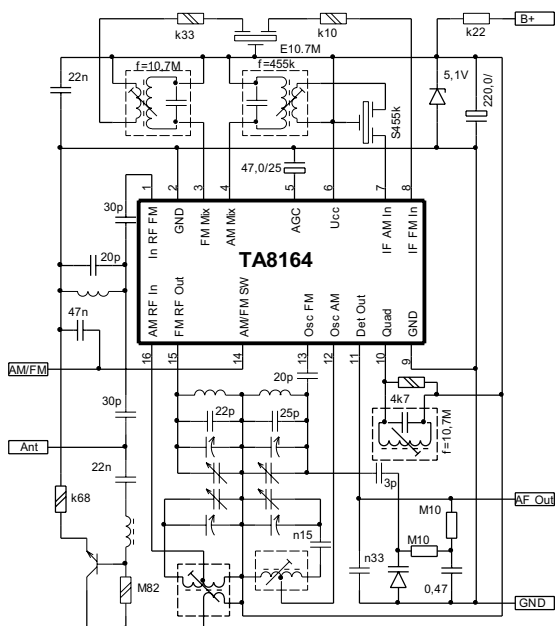 B+
k33
k10
k22
E10.7M
f=10,7M
f=455k
5,1V
22n
220,0/
S455k
47,0/25
1 2 3 4 5 6 7 8
30p
In RF FM
GND
FM Mix
AM Mix
AGC
Ucc
IF AM In
IF FM In
TA8164
20p
AM RF In
FM RF Out
AM/FM SW
Osc FM
Osc AM
Det Out
Quad
GND
47n
16 15 14 13 12 11 10 9
AM/FM
20p
30p
4k7
22p
25p
f=10,7M
Ant
22n
3p
k68
AF Out
M10
n15
M10
n33
M82
0,47
GND